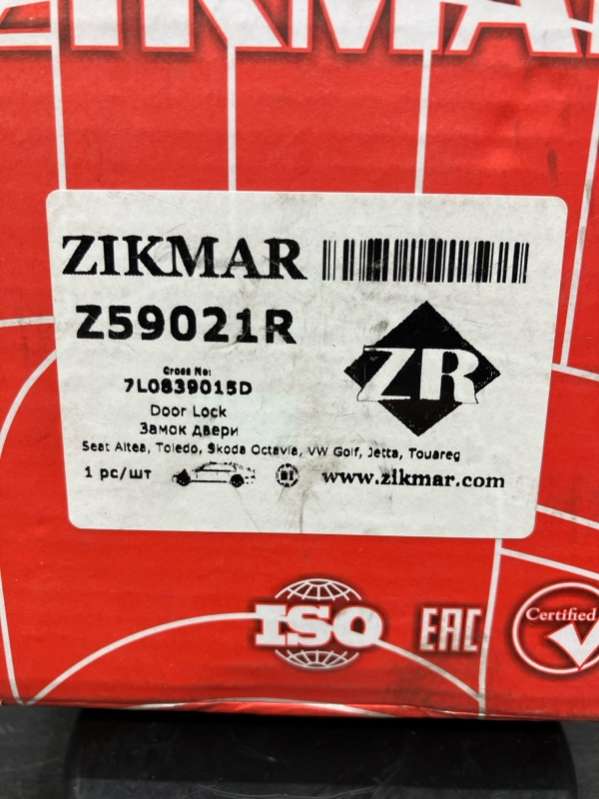 ZIKMAR
ZIKMAR
Z59021R
ZR
Cross No:
7L0839015D
Door Lock
Замок двери
Seat Altea, Toledo, Skoda Octavia, VW Golf, Jetta, Touareg
1 pc/шт
www.zikmar.com
ISO
EAC
Certified